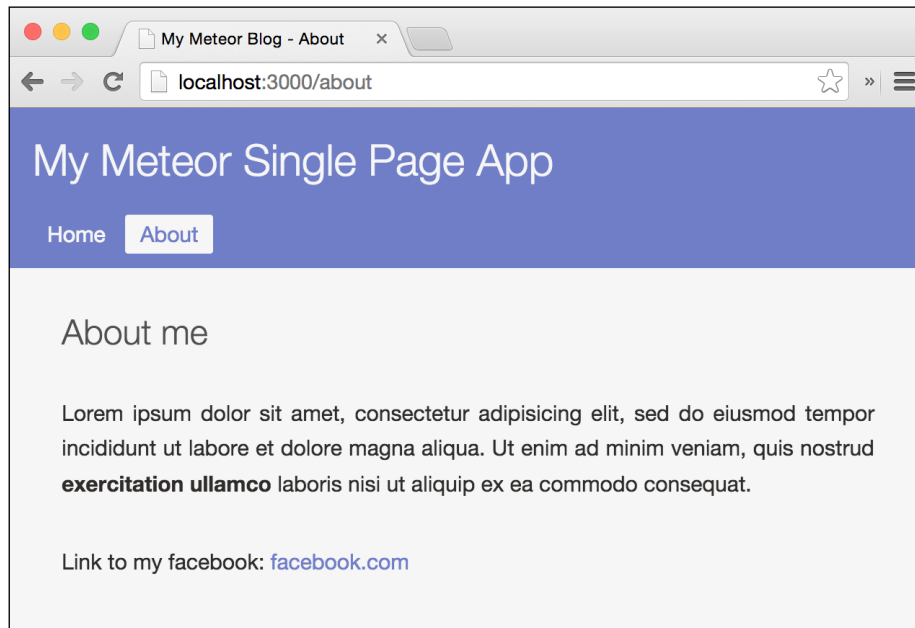 My Meteor Blog - About
localhost:3000/about
My Meteor Single Page App
Home About
About me
Lorem ipsum dolor sit amet, consectetur adipisicing elit, sed do eiusmod tempor
incididunt ut labore et dolore magna aliqua. Ut enim ad minim veniam, quis nostrud
exercitation ullamco laboris nisi ut aliquip ex ea commodo consequat.
Link to my facebook: facebook.com